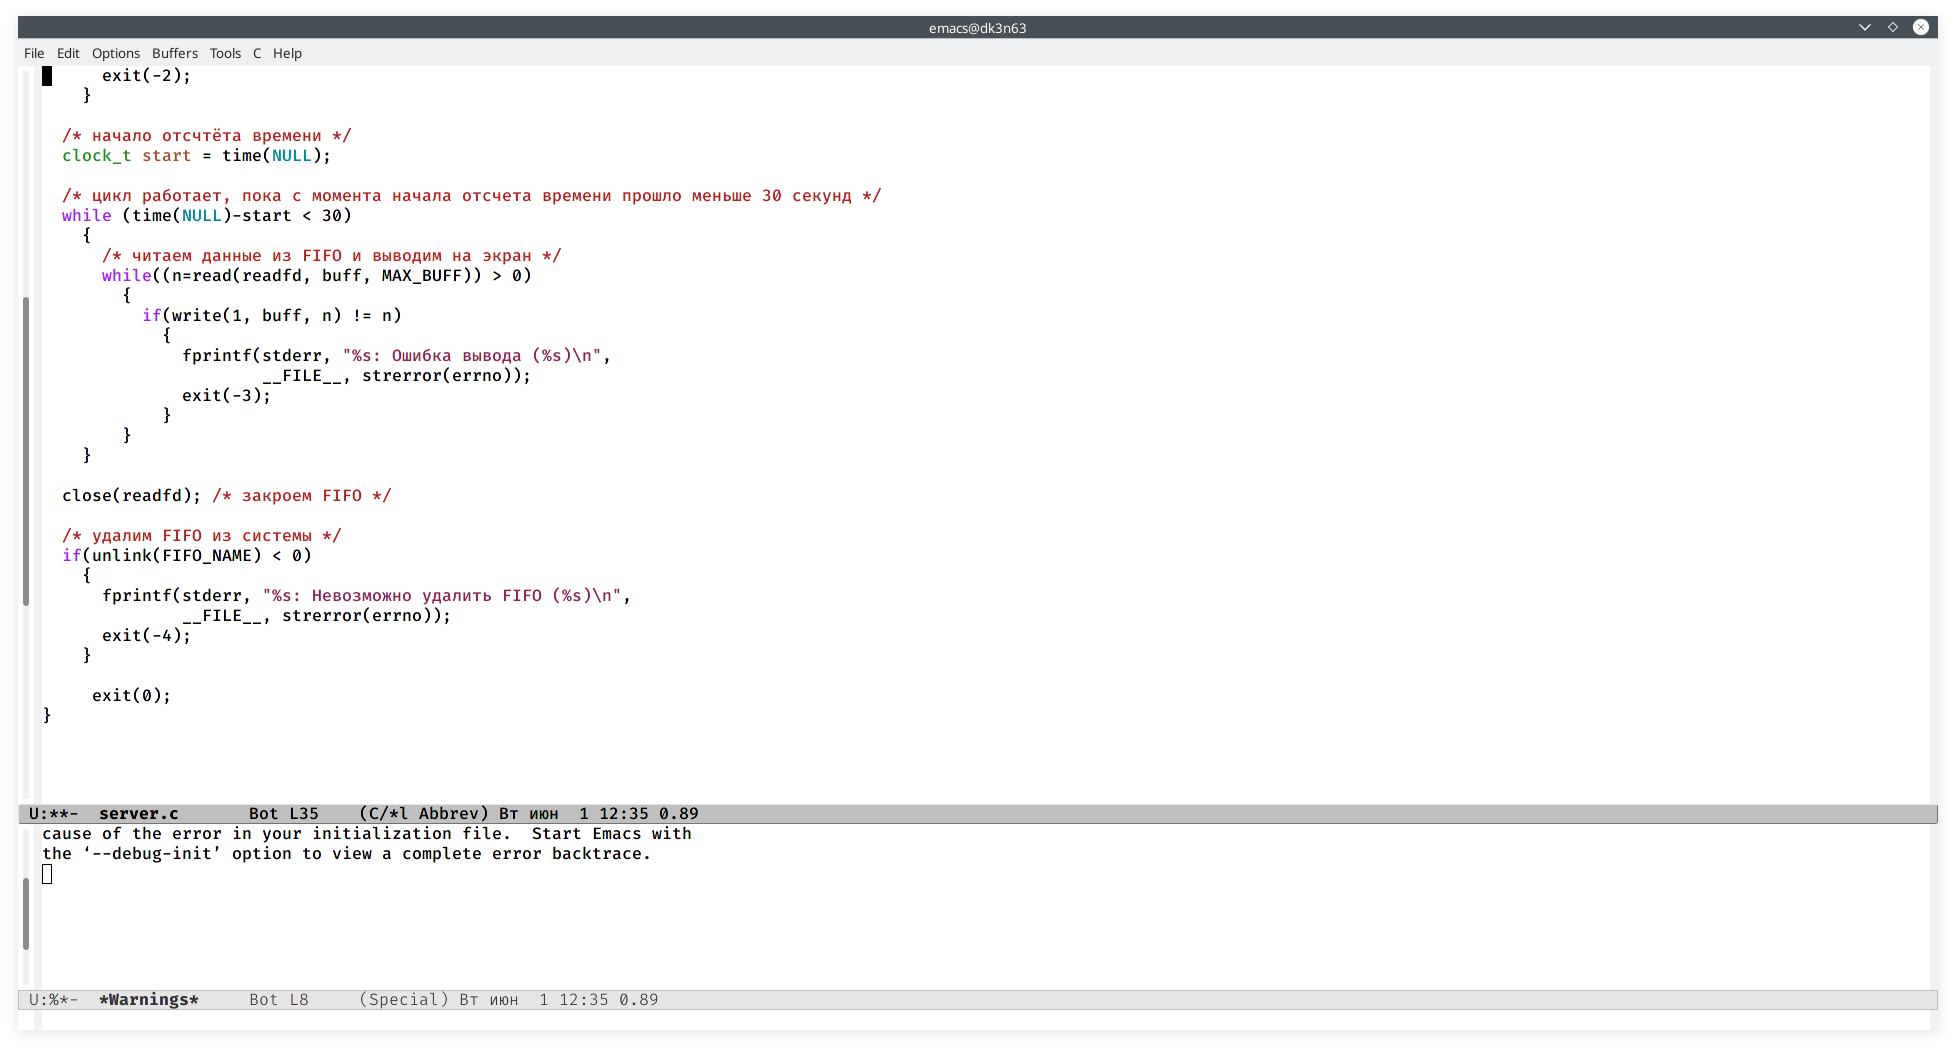 emacs@dk3n63
File Edit Options Buffers Tools C Help
      exit(-2);
    }

  /* начало отсчтёта времени */
  clock_t start = time(NULL);

  /* цикл работает, пока с момента начала отсчета времени прошло меньше 30 секунд */
  while (time(NULL)-start < 30)
    {
      /* читаем данные из FIFO и выводим на экран */
      while((n=read(readfd, buff, MAX_BUFF)) > 0)
        {
          if(write(1, buff, n) != n)
            {
              fprintf(stderr, "%s: Ошибка вывода (%s)\n",
                      __FILE__, strerror(errno));
              exit(-3);
            }
        }
    }

  close(readfd); /* закроем FIFO */

  /* удалим FIFO из системы */
  if(unlink(FIFO_NAME) < 0)
    {
      fprintf(stderr, "%s: Невозможно удалить FIFO (%s)\n",
              __FILE__, strerror(errno));
      exit(-4);
    }

     exit(0);
}
U:**-  server.c       Bot L35    (C/*l Abbrev) Вт июн  1 12:35 0.89
cause of the error in your initialization file.  Start Emacs with
the ‘--debug-init’ option to view a complete error backtrace.
U:%*-  *Warnings*     Bot L8     (Special) Вт июн  1 12:35 0.89